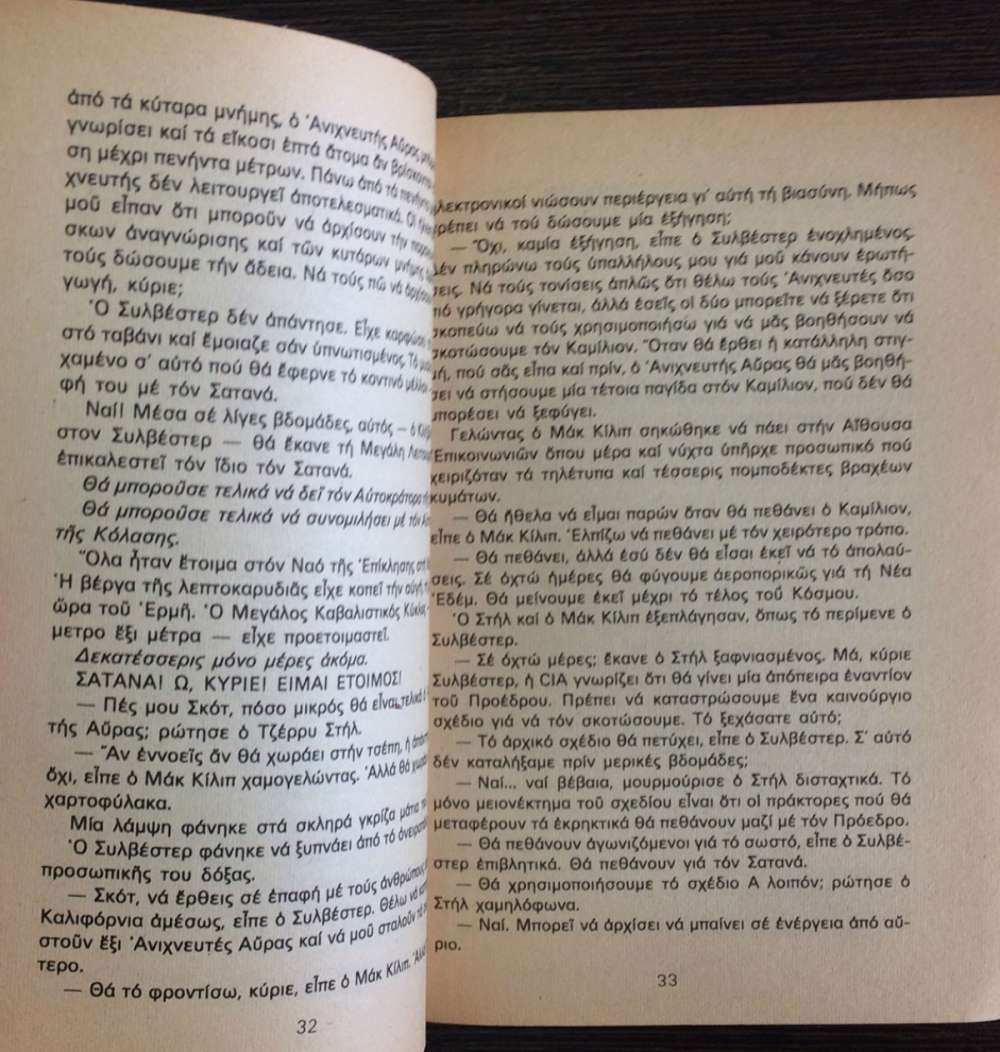 ἀπό τά κύταρα μνήμης, ὁ Ἀνιχνευτής Αὔρας
γνωρίσει καί τά εἴκοσι ἑπτά ἄτομα ἄν
ση μέχρι πενήντα μέτρων. Πάνω ἀπό τά
χνευτής δέν λειτουργεῖ ἀποτελεσματικά. Οἱ
μοῦ εἶπαν ὅτι μποροῦν νά ἀρχίσουν τήν
σκων ἀναγνώρισης καί τῶν κυτάρων μνήμης
τούς δώσουμε τήν ἄδεια. Νά τούς πῶ νά
γωγή, κύριε;
Ὁ Συλβέστερ δέν ἀπάντησε. Εἶχε καρφώσει
στό ταβάνι καί ἔμοιαζε σάν ὑπνωτισμένος. Τό
χαμένο σ' αὐτό πού θά ἔφερνε τό κοντινό
φή του μέ τόν Σατανά.
Ναί! Μέσα σέ λίγες βδομάδες, αὐτός — ὁ
στον Συλβέστερ — θά ἔκανε τή Μεγάλη
ἐπικαλεστεῖ τόν ἴδιο τόν Σατανά.
Θά μποροῦσε τελικά νά δεῖ τόν Αὐτοκράτορα
Θά μποροῦσε τελικά νά συνομιλήσει μέ τόν
τῆς Κόλασης.
Ὅλα ἦταν ἕτοιμα στόν Ναό τῆς Ἐπίκλησης
Ἡ βέργα τῆς λεπτοκαρυδιᾶς εἶχε κοπεῖ τήν αὐγή,
ὥρα τοῦ Ἑρμῆ. Ὁ Μεγάλος Καβαλιστικός Κύκλος
μετρο ἕξι μέτρα — εἶχε προετοιμαστεῖ.
Δεκατέσσερις μόνο μέρες ἀκόμα.
ΣΑΤΑΝΑ! Ω, ΚΥΡΙΕ! ΕΙΜΑΙ ΕΤΟΙΜΟΣ!
— Πές μου Σκότ, πόσο μικρός θά εἶναι τελικά
τῆς Αὔρας; ρώτησε ὁ Τζέρρυ Στήλ.
— Ἄν ἐννοεῖς ἄν θά χωράει στήν τσέπη, ἡ
ὄχι, εἶπε ὁ Μάκ Κίλιπ χαμογελώντας. Ἀλλά θά
χαρτοφύλακα.
Μία λάμψη φάνηκε στά σκληρά γκρίζα μάτια
Ὁ Συλβέστερ φάνηκε νά ξυπνάει ἀπό τό
προσωπικῆς του δόξας.
— Σκότ, νά ἔρθεις σέ ἐπαφή μέ τούς ἀνθρώπους
Καλιφόρνια ἀμέσως, εἶπε ὁ Συλβέστερ. Θέλω νά
στοῦν ἕξι Ἀνιχνευτές Αὔρας καί νά μοῦ σταλοῦν τό
τερο.
— Θά τό φροντίσω, κύριε, εἶπε ὁ Μάκ Κίλιπ.
32
ἠλεκτρονικοί νιώσουν περιέργεια γι' αὐτή τή βιασύνη. Μήπως
πρέπει νά τοῦ δώσουμε μία ἐξήγηση;
— Ὄχι, καμία ἐξήγηση, εἶπε ὁ Συλβέστερ ἐνοχλημένος.
Δέν πληρώνω τούς ὑπαλλήλους μου γιά μοῦ κάνουν ἐρωτή-
σεις. Νά τούς τονίσεις ἁπλῶς ὅτι θέλω τούς Ἀνιχνευτές ὅσο
πιό γρήγορα γίνεται, ἀλλά ἐσεῖς οἱ δύο μπορεῖτε νά ξέρετε ὅτι
σκοπεύω νά τούς χρησιμοποιήσω γιά νά μᾶς βοηθήσουν νά
σκοτώσουμε τόν Καμίλιον. Ὅταν θά ἔρθει ἡ κατάλληλη στιγ-
μή, πού σᾶς εἶπα καί πρίν, ὁ Ἀνιχνευτής Αὔρας θά μᾶς βοηθή-
σει νά στήσουμε μία τέτοια παγίδα στόν Καμίλιον, πού δέν θά
μπορέσει νά ξεφύγει.
Γελώντας ὁ Μάκ Κίλιπ σηκώθηκε νά πάει στήν Αἴθουσα
Ἐπικοινωνιῶν ὅπου μέρα καί νύχτα ὑπῆρχε προσωπικό πού
χειριζόταν τά τηλέτυπα καί τέσσερις πομποδέκτες βραχέων
κυμάτων.
— Θά ἤθελα νά εἶμαι παρών ὅταν θά πεθάνει ὁ Καμίλιον,
εἶπε ὁ Μάκ Κίλιπ. Ἐλπίζω νά πεθάνει μέ τόν χειρότερο τρόπο.
— Θά πεθάνει, ἀλλά ἐσύ δέν θά εἶσαι ἐκεῖ νά τό ἀπολαύ-
σεις. Σέ ὀχτώ ἡμέρες θά φύγουμε ἀεροπορικῶς γιά τή Νέα
Ἐδέμ. Θά μείνουμε ἐκεῖ μέχρι τό τέλος τοῦ Κόσμου.
Ὁ Στήλ καί ὁ Μάκ Κίλιπ ἐξεπλάγησαν, ὅπως τό περίμενε ὁ
Συλβέστερ.
— Σέ ὀχτώ μέρες; ἔκανε ὁ Στήλ ξαφνιασμένος. Μά, κύριε
Συλβέστερ, ἡ CIA γνωρίζει ὅτι θά γίνει μία ἀπόπειρα ἐναντίον
τοῦ Προέδρου. Πρέπει νά καταστρώσουμε ἕνα καινούργιο
σχέδιο γιά νά τόν σκοτώσουμε. Τό ξεχάσατε αὐτό;
— Τό ἀρχικό σχέδιο θά πετύχει, εἶπε ὁ Συλβέστερ. Σ' αὐτό
δέν καταλήξαμε πρίν μερικές βδομάδες;
— Ναί... ναί βέβαια, μουρμούρισε ὁ Στήλ δισταχτικά. Τό
μόνο μειονέκτημα τοῦ σχεδίου εἶναι ὅτι οἱ πράκτορες πού θά
μεταφέρουν τά ἐκρηκτικά θά πεθάνουν μαζί μέ τόν Πρόεδρο.
— Θά πεθάνουν ἀγωνιζόμενοι γιά τό σωστό, εἶπε ὁ Συλβέ-
στερ ἐπιβλητικά. Θά πεθάνουν γιά τόν Σατανά.
— Θά χρησιμοποιήσουμε τό σχέδιο Α λοιπόν; ρώτησε ὁ
Στήλ χαμηλόφωνα.
— Ναί. Μπορεῖ νά ἀρχίσει νά μπαίνει σέ ἐνέργεια ἀπό αὔ-
ριο.
33